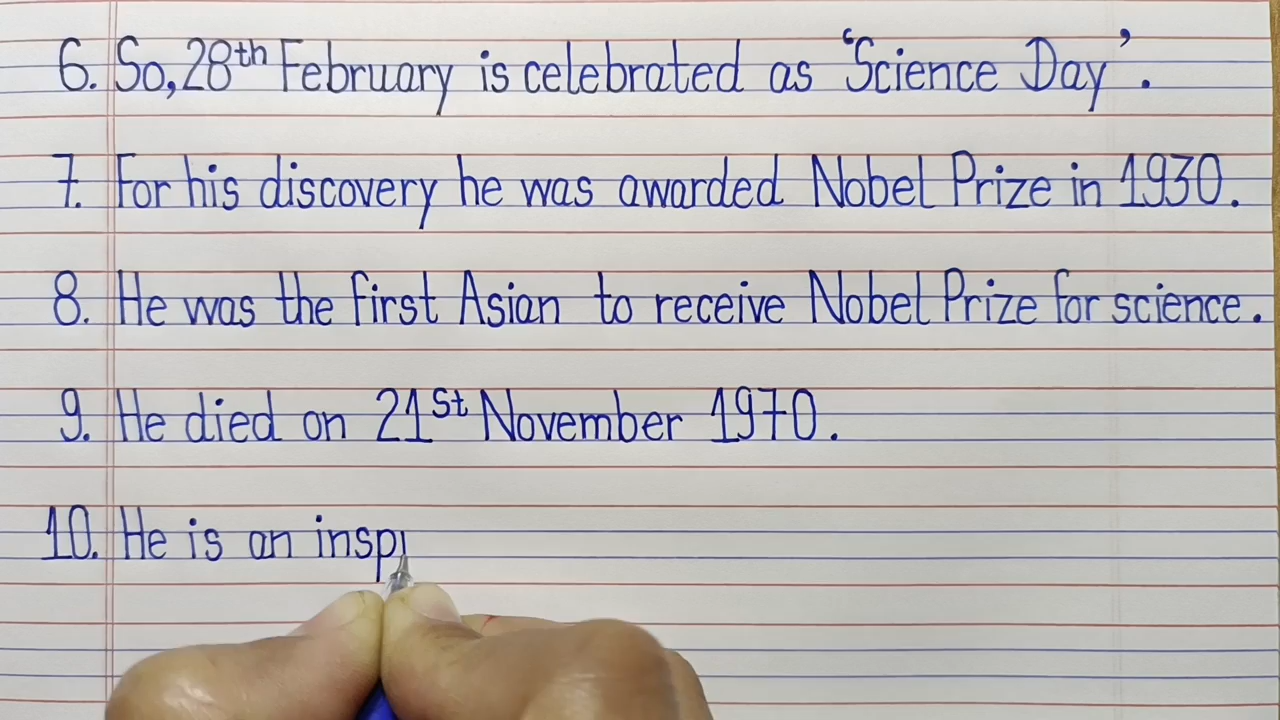 6. So, 28th February is celebrated as 'Science Day'.
7. For his discovery he was awarded Nobel Prize in 1930.
8. He was the first Asian to receive Nobel Prize for science.
9. He died on 21st November 1970.
10. He is an inspi